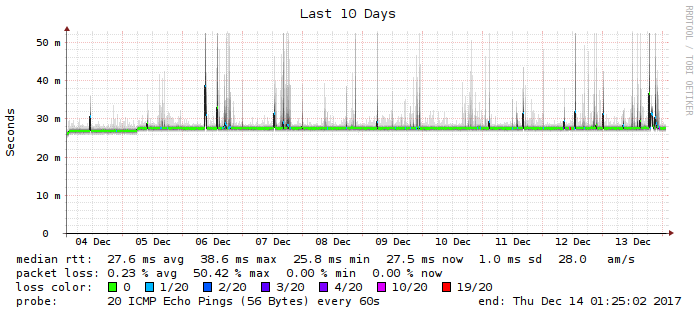 Last 10 Days
RRDTOOL / TOBI OETIKER
Seconds
50 m
40 m
30 m
20 m
10 m
0
04 Dec 05 Dec 06 Dec 07 Dec 08 Dec 09 Dec 10 Dec 11 Dec 12 Dec 13 Dec
median rtt: 27.6 ms avg 38.6 ms max 25.8 ms min 27.5 ms now 1.0 ms sd 28.0 am/s
packet loss: 0.23 % avg 50.42 % max 0.00 % min 0.00 % now
loss color: 0 1/20 2/20 3/20 4/20 10/20 19/20
probe: 20 ICMP Echo Pings (56 Bytes) every 60s end: Thu Dec 14 01:25:02 2017